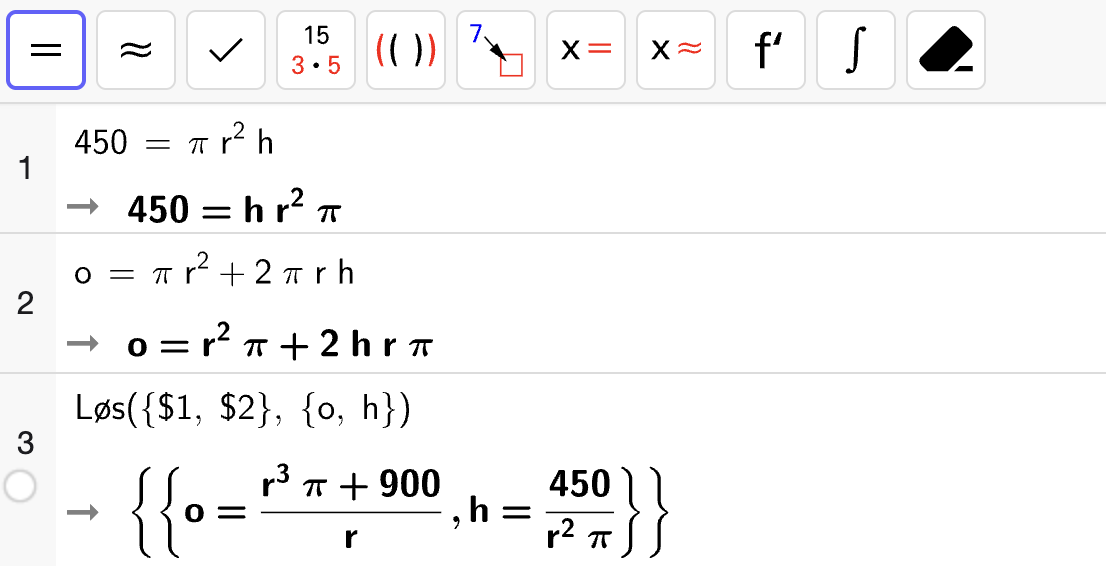 = ≈ ✓ 15 3 · 5 (( )) 7 x = x ≈ f′ ∫
1 450 = π r² h
→ 450 = h r² π
2 o = π r² + 2 π r h
→ o = r² π + 2 h r π
3 Løs({$1, $2}, {o, h})
→ {{o = (r³ π + 900) / r, h = 450 / (r² π)}}